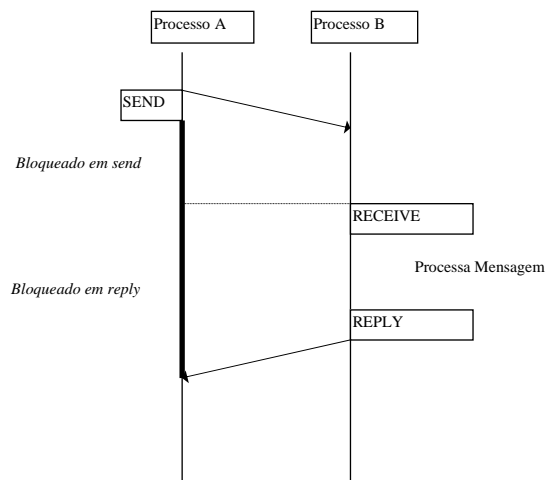 Processo A
Processo B
SEND
Bloqueado em send
RECEIVE
Processa Mensagem
Bloqueado em reply
REPLY